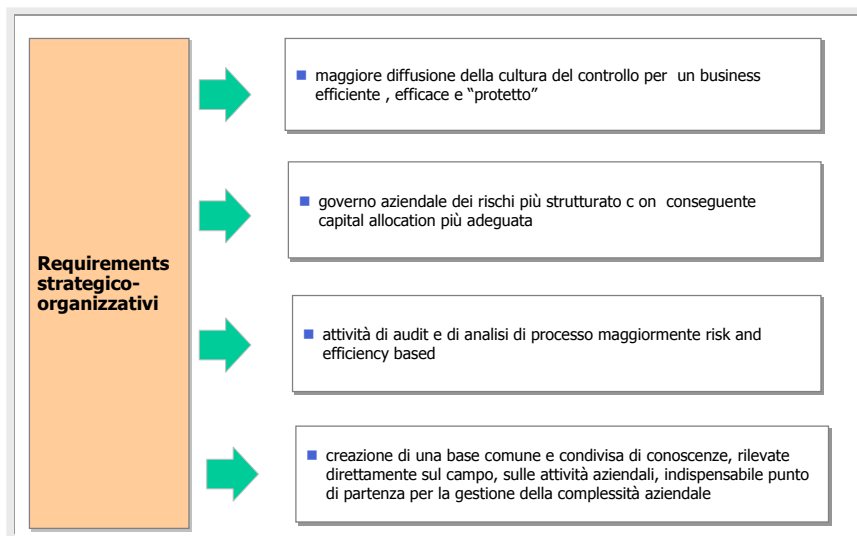 Requirements
strategico-
organizzativi
maggiore diffusione della cultura del controllo per un business
efficiente , efficace e “protetto”
governo aziendale dei rischi più strutturato c on conseguente
capital allocation più adeguata
attività di audit e di analisi di processo maggiormente risk and
efficiency based
creazione di una base comune e condivisa di conoscenze, rilevate
direttamente sul campo, sulle attività aziendali, indispensabile punto
di partenza per la gestione della complessità aziendale